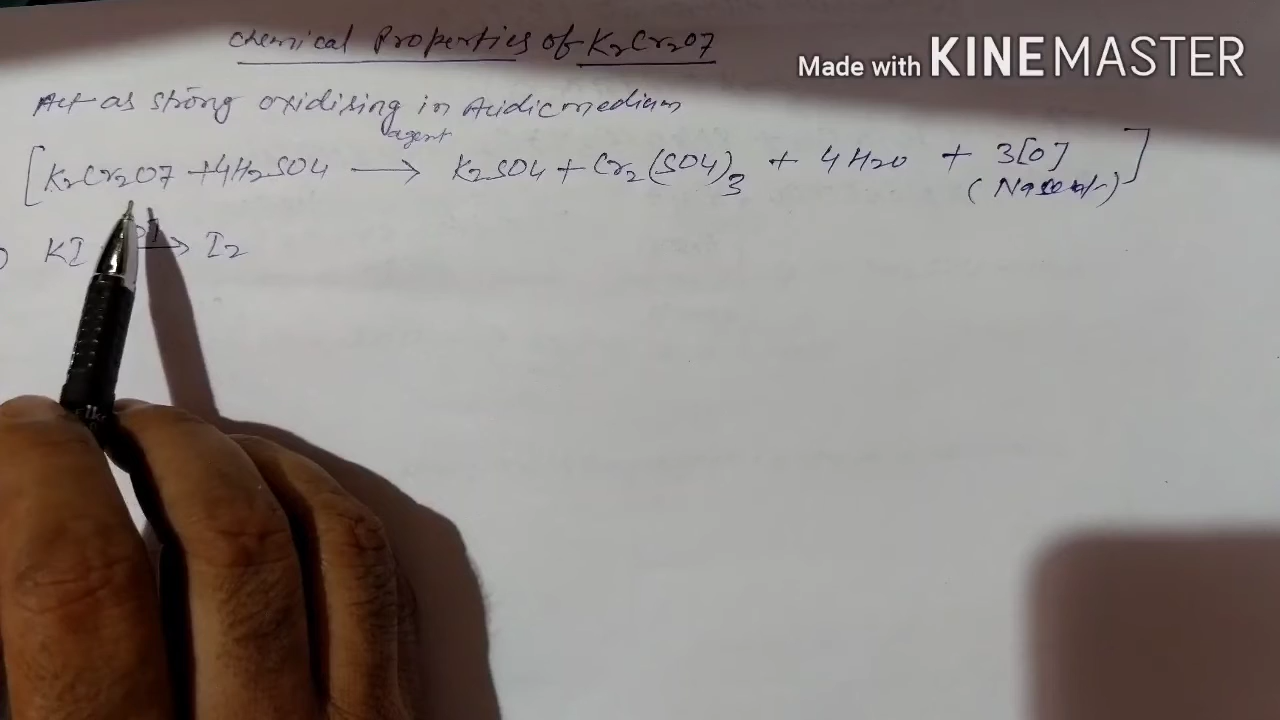 Chemical Properties of K2Cr2O7
Made with KINEMASTER
Act as strong oxidising in Acidic medium
agent
[K2Cr2O7 + 4H2SO4 → K2SO4 + Cr2(SO4)3 + 4H2O + 3[O]]
(Nascent)
KI → I2